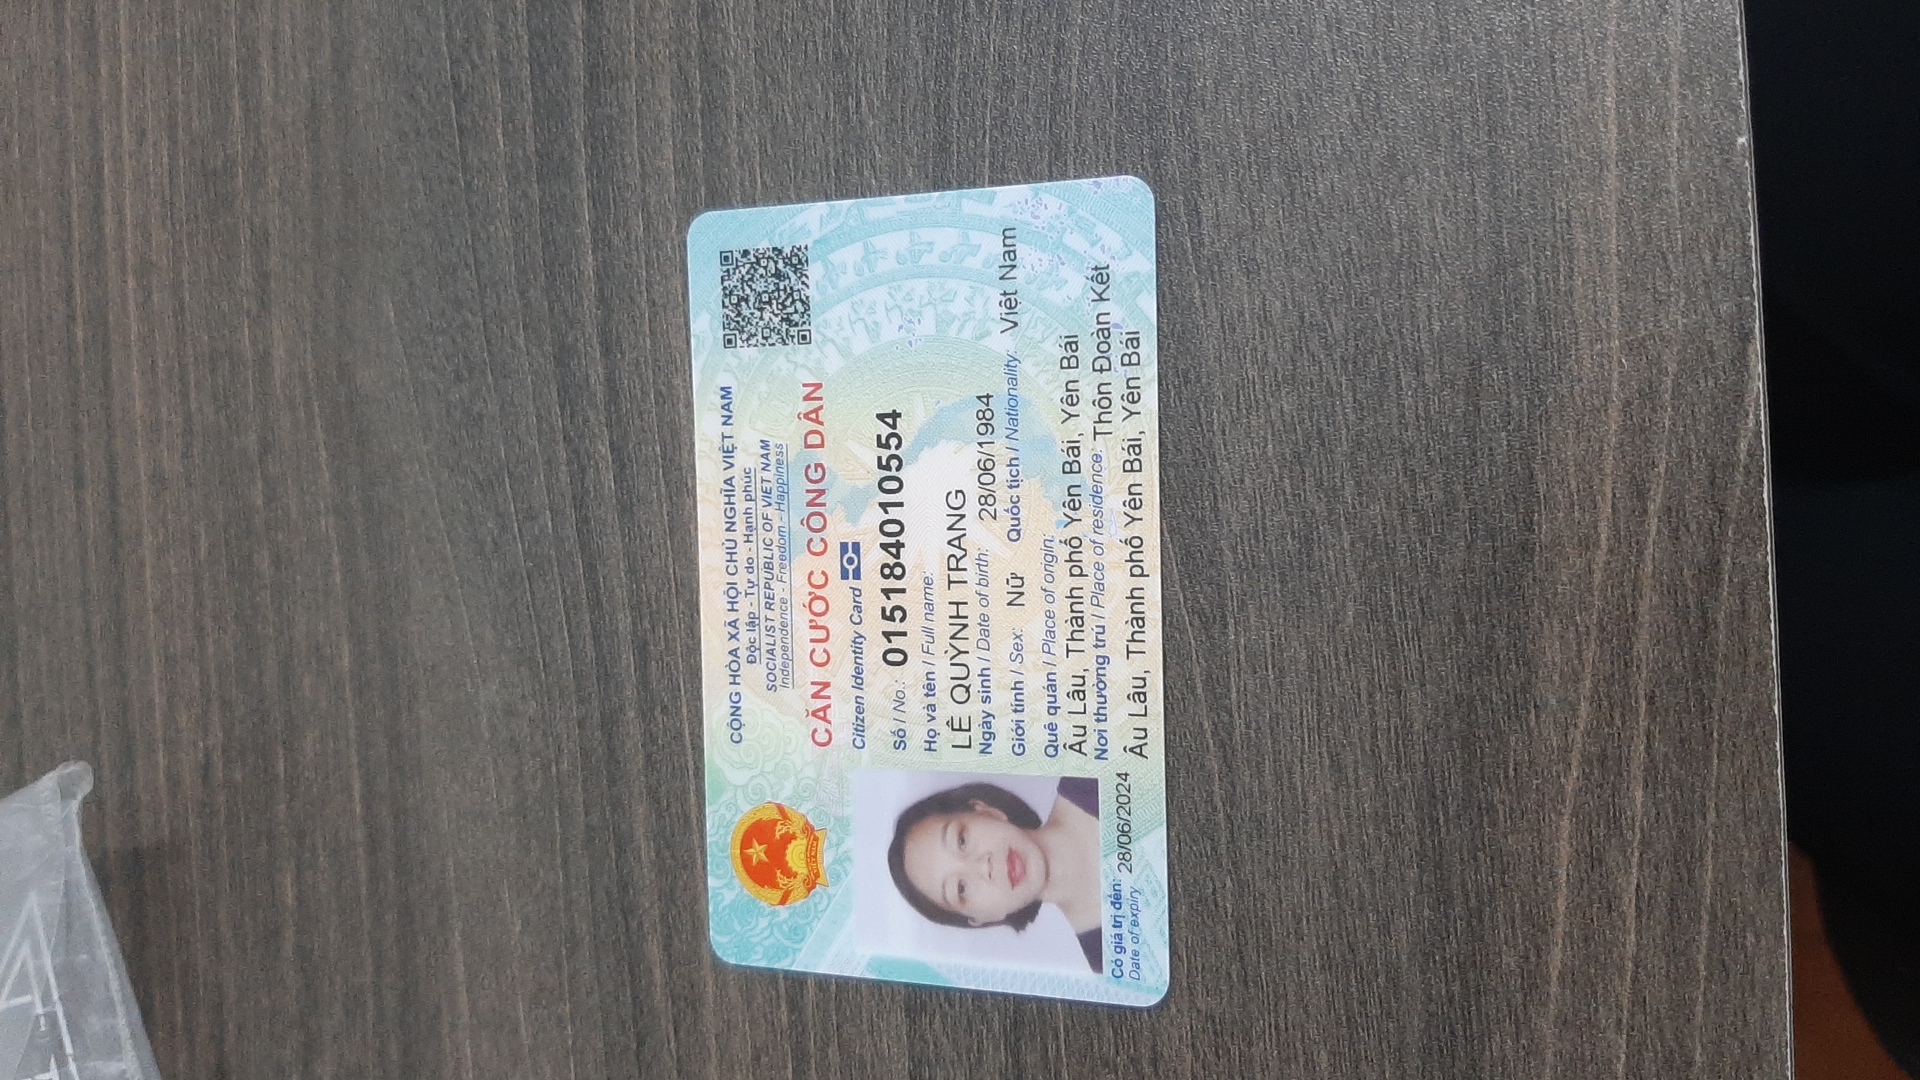 CỘNG HÒA XÃ HỘI CHỦ NGHĨA VIỆT NAM
Độc lập - Tự do - Hạnh phúc
SOCIALIST REPUBLIC OF VIET NAM
Independence - Freedom - Happiness
CĂN CƯỚC CÔNG DÂN
Citizen Identity Card
Số / No.: 015184010554
Họ và tên / Full name:
LÊ QUỲNH TRANG
Ngày sinh / Date of birth: 28/06/1984
Giới tính / Sex: Nữ Quốc tịch / Nationality: Việt Nam
Quê quán / Place of origin:
Âu Lâu, Thành phố Yên Bái, Yên Bái
Nơi thường trú / Place of residence: Thôn Đoàn Kết
Âu Lâu, Thành phố Yên Bái, Yên Bái
Có giá trị đến: 28/06/2024
Date of expiry
VIỆT NAM